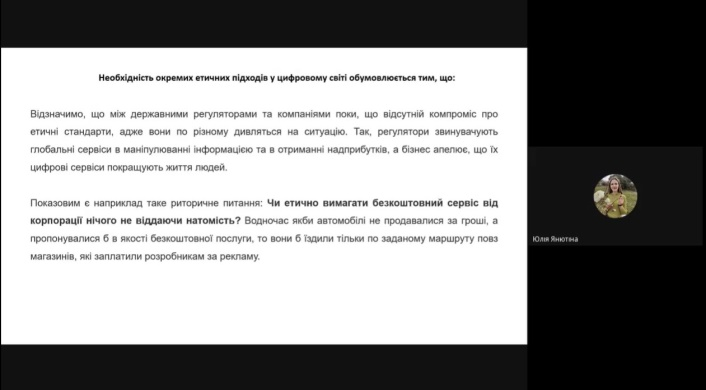 Необхідність окремих етичних підходів у цифровому світі обумовлюється тим, що:
Відзначимо, що між державними регуляторами та компаніями поки, що відсутній компроміс про
етичні стандарти, адже вони по різному дивляться на ситуацію. Так, регулятори звинувачують
глобальні сервіси в маніпулюванні інформацією та в отриманні надприбутків, а бізнес апелює, що їх
цифрові сервіси покращують життя людей.
Показовим є наприклад таке риторичне питання: Чи етично вимагати безкоштовний сервіс від
корпорації нічого не віддаючи натомість? Водночас якби автомобілі не продавалися за гроші, а
пропонувалися б в якості безкоштовної послуги, то вони б їздили тільки по заданому маршруту повз
магазинів, які заплатили розробникам за рекламу.
Юлія Янютіна